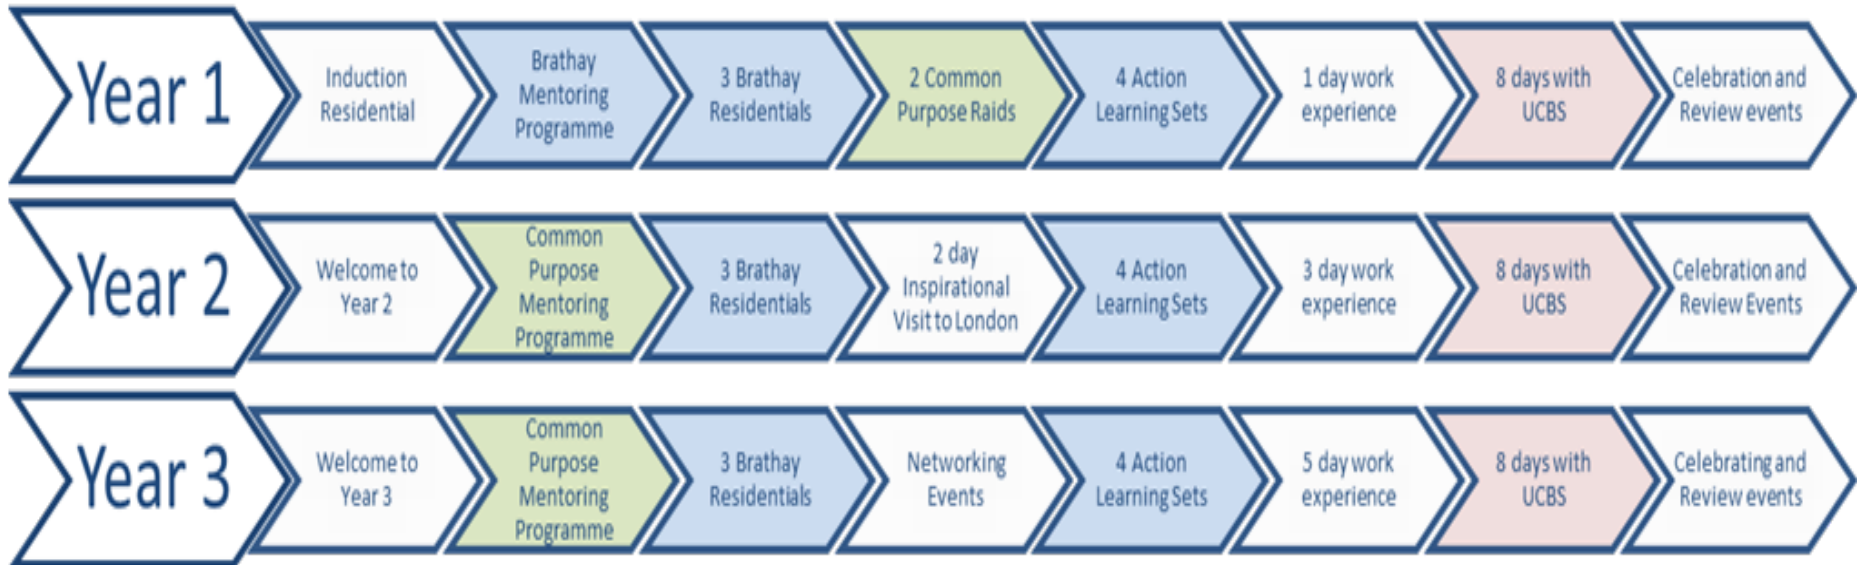 Year 1
Induction
Residential
Brathay
Mentoring
Programme
3 Brathay
Residentials
2 Common
Purpose Raids
4 Action
Learning Sets
1 day work
experience
8 days with
UCBS
Celebration and
Review events
Year 2
Welcome to
Year 2
Common
Purpose
Mentoring
Programme
3 Brathay
Residentials
2 day
Inspirational
Visit to London
4 Action
Learning Sets
3 day work
experience
8 days with
UCBS
Celebration and
Review Events
Year 3
Welcome to
Year 3
Common
Purpose
Mentoring
Programme
3 Brathay
Residentials
Networking
Events
4 Action
Learning Sets
5 day work
experience
8 days with
UCBS
Celebrating and
Review events